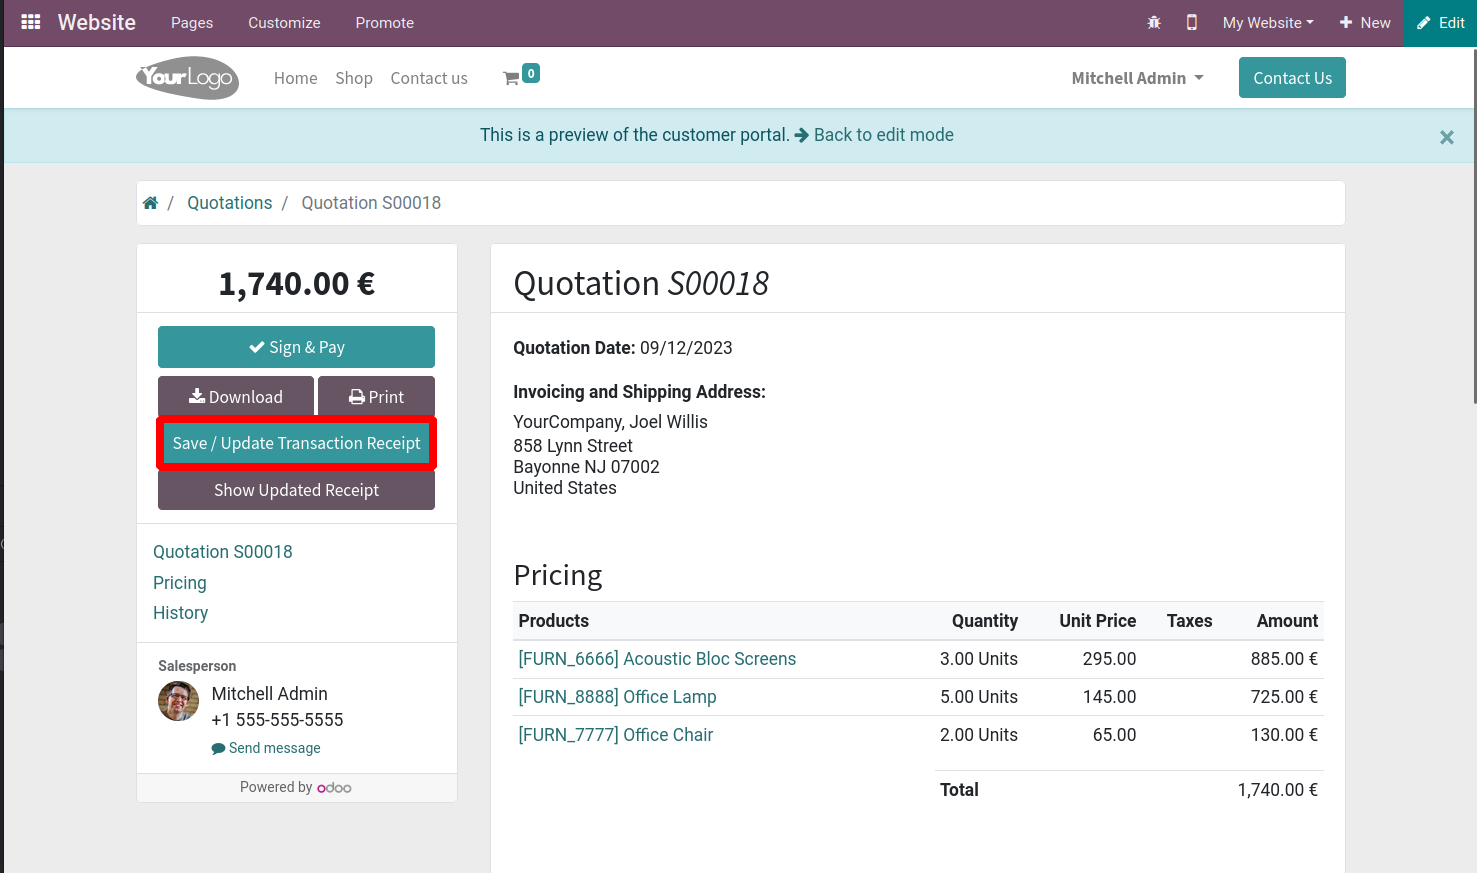 Website Pages Customize Promote My Website New Edit
YourLogo Home Shop Contact us 0 Mitchell Admin Contact Us
This is a preview of the customer portal. Back to edit mode
/ Quotations / Quotation S00018
1,740.00 €
Sign & Pay
Download Print
Save / Update Transaction Receipt
Show Updated Receipt
Quotation S00018
Pricing
History
Salesperson
Mitchell Admin
+1 555-555-5555
Send message
Powered by odoo
Quotation S00018
Quotation Date: 09/12/2023
Invoicing and Shipping Address:
YourCompany, Joel Willis
858 Lynn Street
Bayonne NJ 07002
United States
Pricing
Products Quantity Unit Price Taxes Amount
[FURN_6666] Acoustic Bloc Screens 3.00 Units 295.00 885.00 €
[FURN_8888] Office Lamp 5.00 Units 145.00 725.00 €
[FURN_7777] Office Chair 2.00 Units 65.00 130.00 €
Total 1,740.00 €